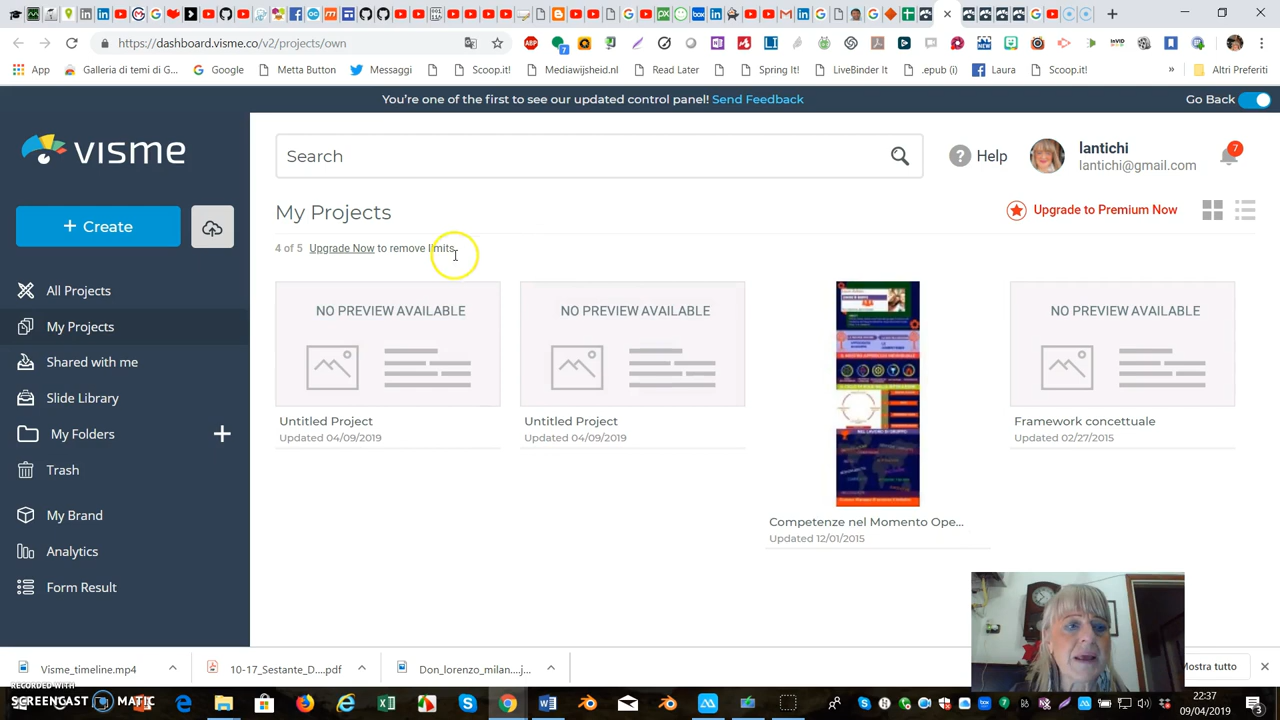 https://dashboard.visme.co/v2/projects/own
App
Galleria di temi di G...
Google
Metta Button
Messaggi
Scoop.it!
Mediawijsheid.nl
Read Later
Spring It!
LiveBinder It
.epub (i)
Laura
Scoop.it!
»
Altri Preferiti
You're one of the first to see our updated control panel! Send Feedback
Go Back
visme
Search
Help
lantichi
lantichi@gmail.com
7
+ Create
My Projects
Upgrade to Premium Now
4 of 5 Upgrade Now to remove limits.
All Projects
My Projects
Shared with me
Slide Library
My Folders
Trash
My Brand
Analytics
Form Result
NO PREVIEW AVAILABLE
NO PREVIEW AVAILABLE
NO PREVIEW AVAILABLE
Untitled Project
Updated 04/09/2019
Untitled Project
Updated 04/09/2019
Competenze nel Momento Ope...
Updated 12/01/2015
Framework concettuale
Updated 02/27/2015
Visme_timeline.mp4
10-17_Sestante_D....pdf
Don_lorenzo_milan....j...
Mostra tutto
RECORDED WITH
SCREENCAST MATIC
22:37
09/04/2019